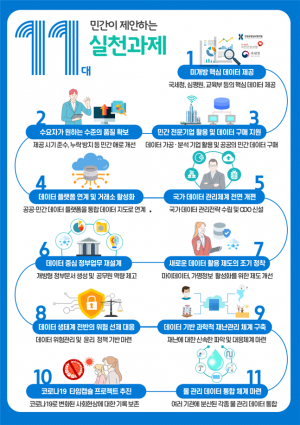 민간이 제안하는
11대
실천과제
1
미개방 핵심 데이터 제공
국세청, 심평원, 교육부 등의 핵심 데이터 제공
2
수요자가 원하는 수준의 품질 확보
제공 시기 준수, 누락 방지 등 민간 애로 개선
3
민간 전문기업 활용 및 데이터 구매 지원
데이터 가공·분석 기업 활용 및 공공의 민간 데이터 구매
4
데이터 플랫폼 연계 및 거래소 활성화
공공·민간 데이터 플랫폼을 통합 데이터 지도로 연계
5
국가 데이터 관리체계 전면 개편
국가 데이터 관리전략 수립 및 CDO 신설
6
데이터 중심 정부업무 재설계
개방형 정부문서 생성 및 공무원 역량 제고
7
새로운 데이터 활용 제도의 조기 정착
마이데이터, 가명정보 활성화를 위한 제도 개선
8
데이터 생태계 전반의 위험 선제 대응
데이터 위험관리 및 윤리 정책 기반 마련
9
데이터 기반 과학적 재난관리 체계 구축
재난에 대한 신속한 파악 및 대응체계 마련
10
코로나19 타임캡슐 프로젝트 추진
코로나19로 변화된 사회현상에 대한 기록 보존
11
물 관리 데이터 통합 체계 마련
여러 기관에 분산된 각종 물 관리 데이터 통합